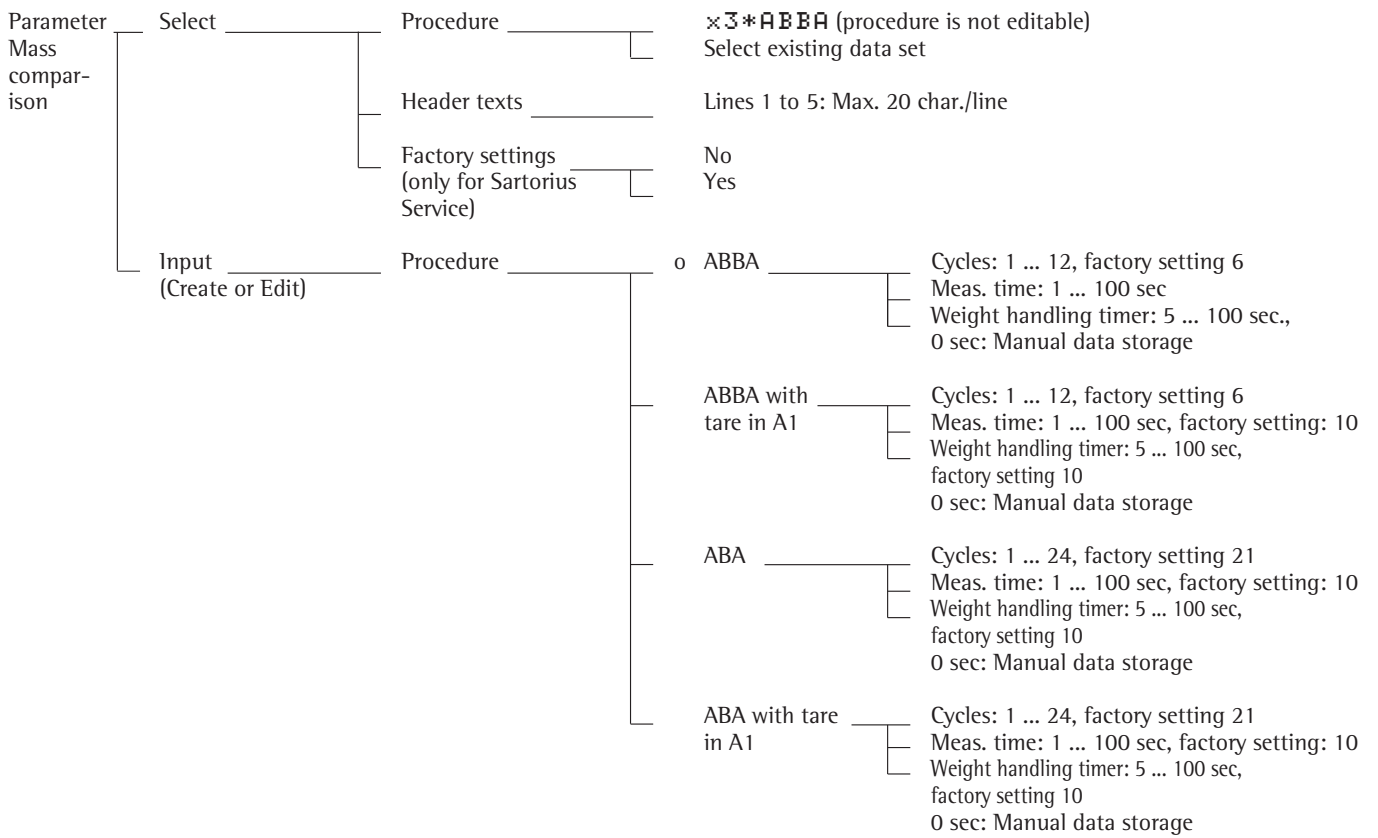 Parameter Select Procedure x3*ABBA (procedure is not editable)
Mass Select existing data set
compar-
ison Header texts Lines 1 to 5: Max. 20 char./line
Factory settings No
(only for Sartorius Yes
Service)
Input Procedure o ABBA Cycles: 1 ... 12, factory setting 6
(Create or Edit) Meas. time: 1 ... 100 sec
Weight handling timer: 5 ... 100 sec.,
0 sec: Manual data storage
ABBA with Cycles: 1 ... 12, factory setting 6
tare in A1 Meas. time: 1 ... 100 sec, factory setting: 10
Weight handling timer: 5 ... 100 sec,
factory setting 10
0 sec: Manual data storage
ABA Cycles: 1 ... 24, factory setting 21
Meas. time: 1 ... 100 sec, factory setting: 10
Weight handling timer: 5 ... 100 sec,
factory setting 10
0 sec: Manual data storage
ABA with tare Cycles: 1 ... 24, factory setting 21
in A1 Meas. time: 1 ... 100 sec, factory setting: 10
Weight handling timer: 5 ... 100 sec,
factory setting 10
0 sec: Manual data storage